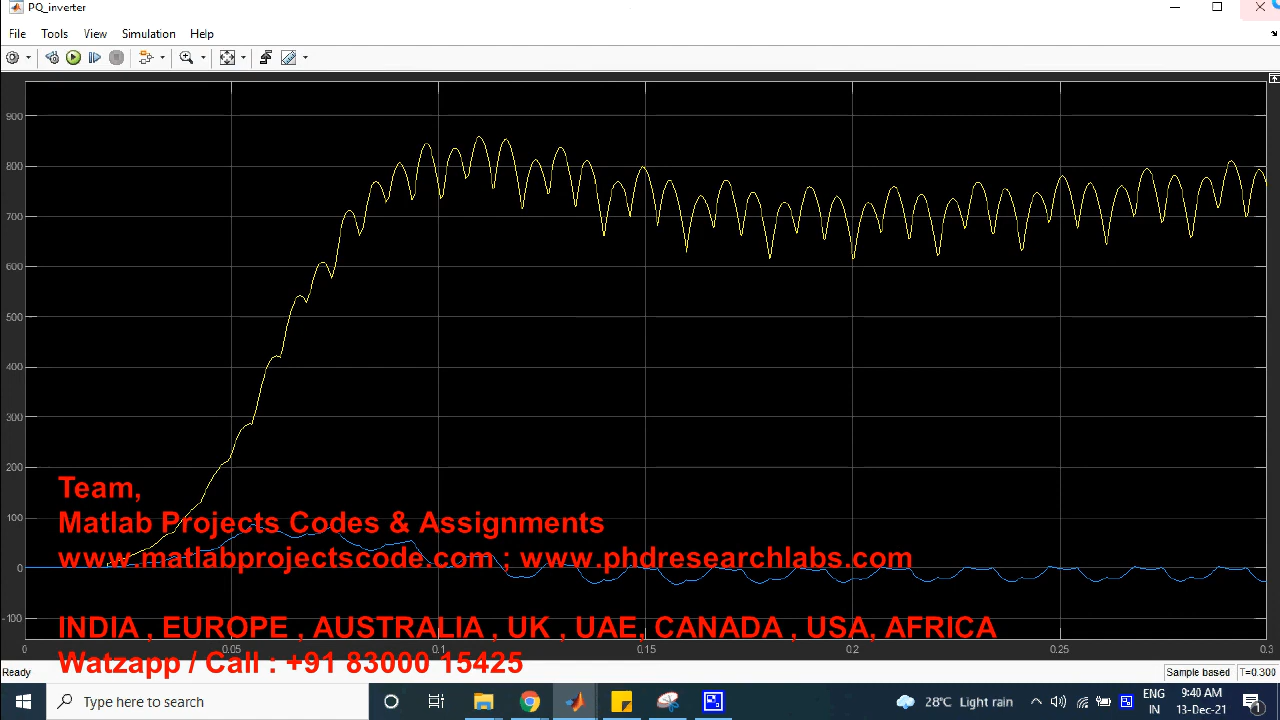 PQ_inverter
File Tools View Simulation Help
900
800
700
600
500
400
300
200
100
0
-100
0 0.05 0.1 0.15 0.2 0.25 0.3
Team,
Matlab Projects Codes & Assignments
www.matlabprojectscode.com ; www.phdresearchlabs.com
INDIA , EUROPE , AUSTRALIA , UK , UAE, CANADA , USA, AFRICA
Watzapp / Call : +91 83000 15425
Ready
Sample based T=0.300
Type here to search
28°C Light rain
ENG
IN
9:40 AM
13-Dec-21
1